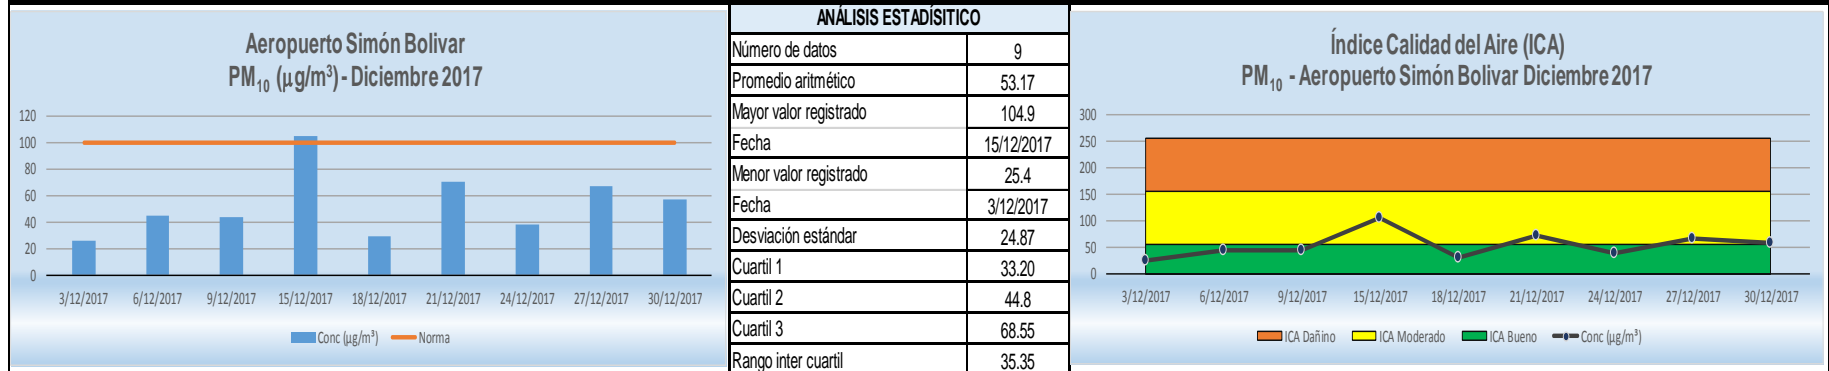 Aeropuerto Simón Bolivar
PM₁₀ (µg/m³) - Diciembre 2017
120
100
80
60
40
20
0
3/12/2017 6/12/2017 9/12/2017 15/12/2017 18/12/2017 21/12/2017 24/12/2017 27/12/2017 30/12/2017
Conc (µg/m³) Norma
ANÁLISIS ESTADÍSITICO
Número de datos 9
Promedio aritmético 53.17
Mayor valor registrado 104.9
Fecha 15/12/2017
Menor valor registrado 25.4
Fecha 3/12/2017
Desviación estándar 24.87
Cuartil 1 33.20
Cuartil 2 44.8
Cuartil 3 68.55
Rango inter cuartil 35.35
Índice Calidad del Aire (ICA)
PM₁₀ - Aeropuerto Simón Bolivar Diciembre 2017
300
250
200
150
100
50
0
3/12/2017 6/12/2017 9/12/2017 15/12/2017 18/12/2017 21/12/2017 24/12/2017 27/12/2017 30/12/2017
ICA Dañino ICA Moderado ICA Bueno Conc (µg/m³)